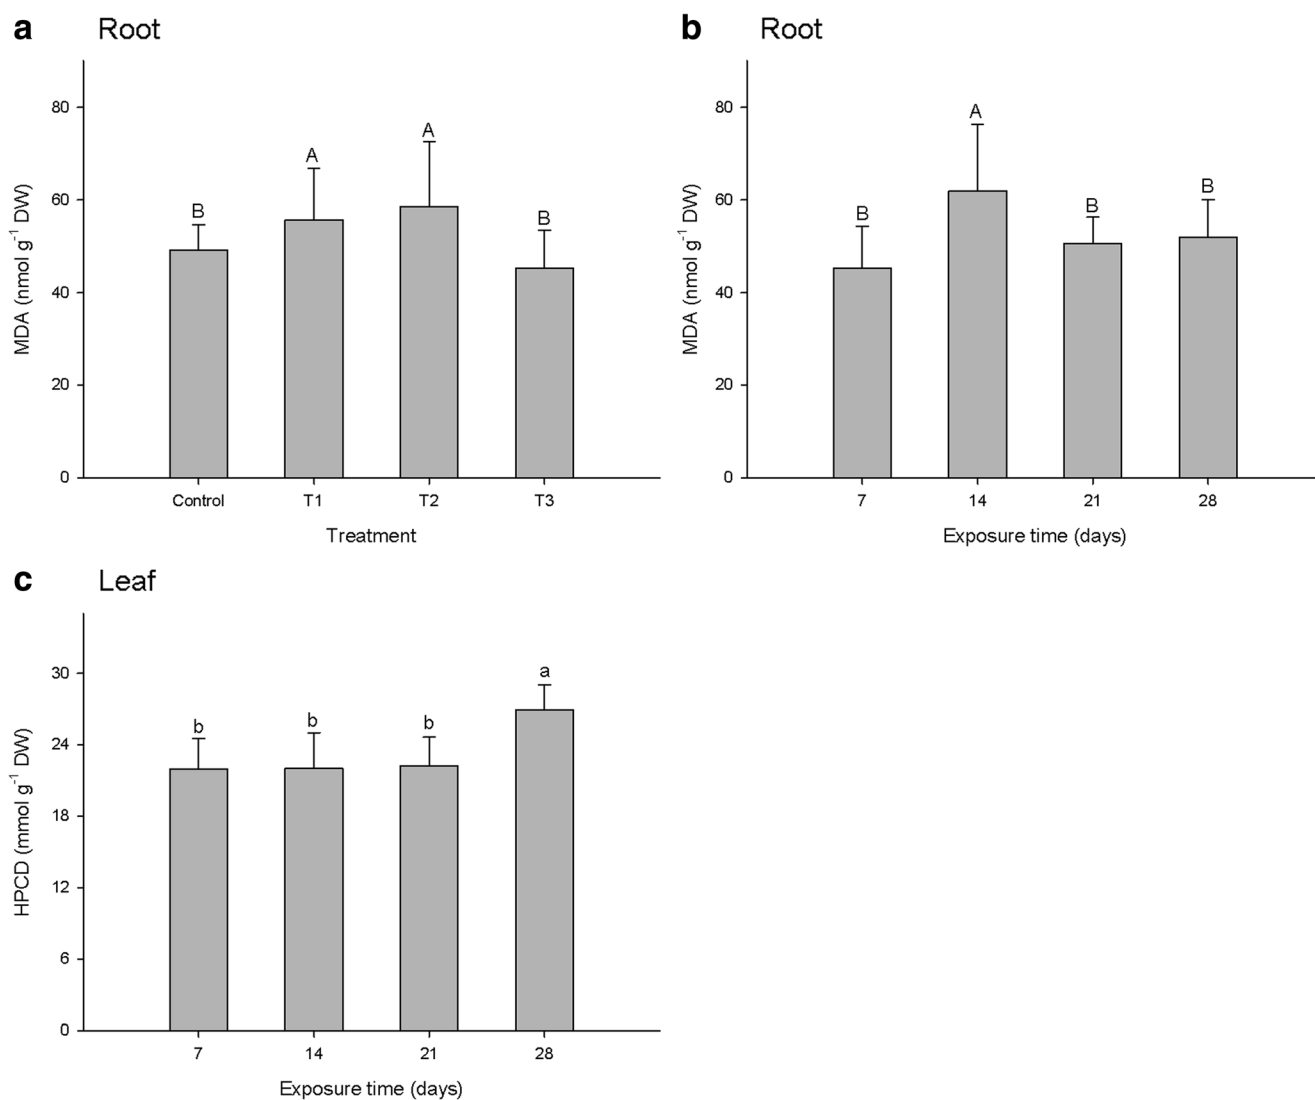 a Root
80
60
40
20
0
MDA (nmol g⁻¹ DW)
B
A
A
B
Control T1 T2 T3
Treatment
b Root
80
60
40
20
0
MDA (nmol g⁻¹ DW)
B
A
B
B
7 14 21 28
Exposure time (days)
c Leaf
30
24
18
12
6
0
HPCD (mmol g⁻¹ DW)
b
b
b
a
7 14 21 28
Exposure time (days)